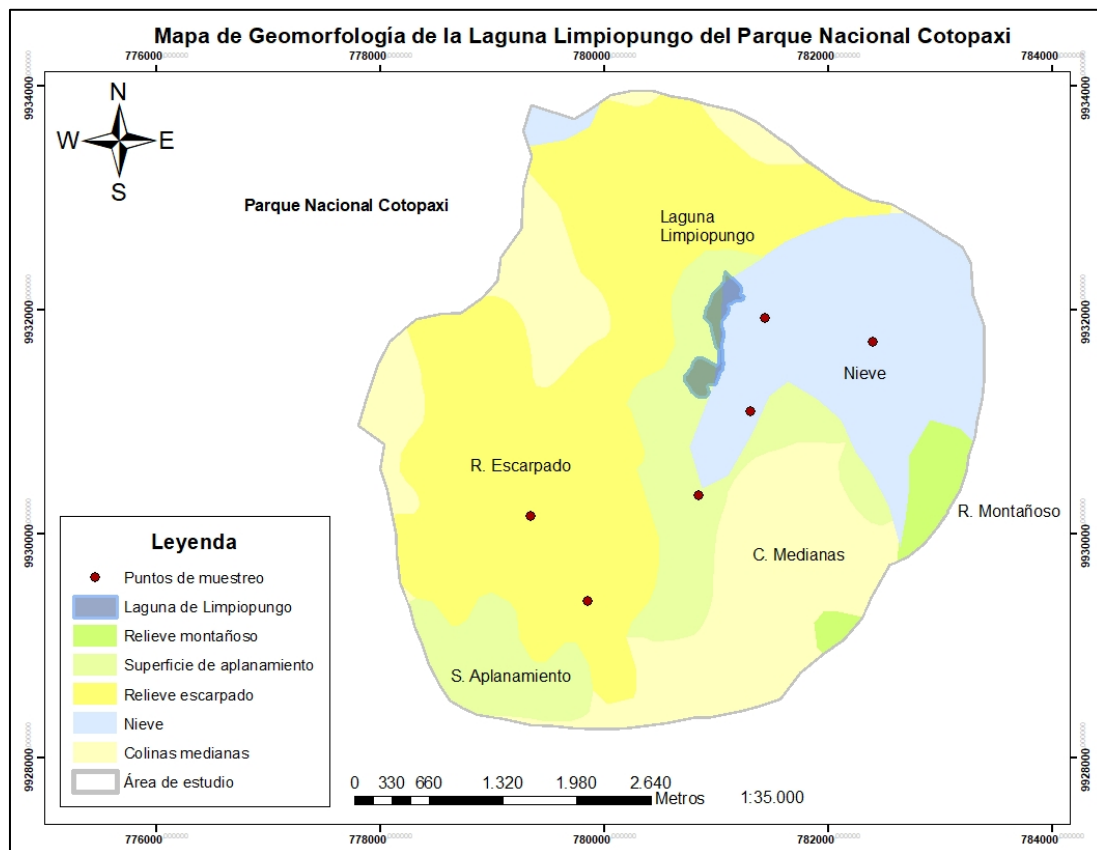 Mapa de Geomorfología de la Laguna Limpiopungo del Parque Nacional Cotopaxi
776000 778000 780000 782000 784000
9934000 9934000
N
W E
S
Parque Nacional Cotopaxi
Laguna
Limpiopungo
9932000 9932000
Nieve
R. Escarpado
R. Montañoso
9930000 9930000
C. Medianas
S. Aplanamiento
Leyenda
Puntos de muestreo
Laguna de Limpiopungo
Relieve montañoso
Superficie de aplanamiento
Relieve escarpado
Nieve
Colinas medianas
Área de estudio
9928000 9928000
0 330 660 1.320 1.980 2.640
Metros 1:35.000
776000 778000 780000 782000 784000